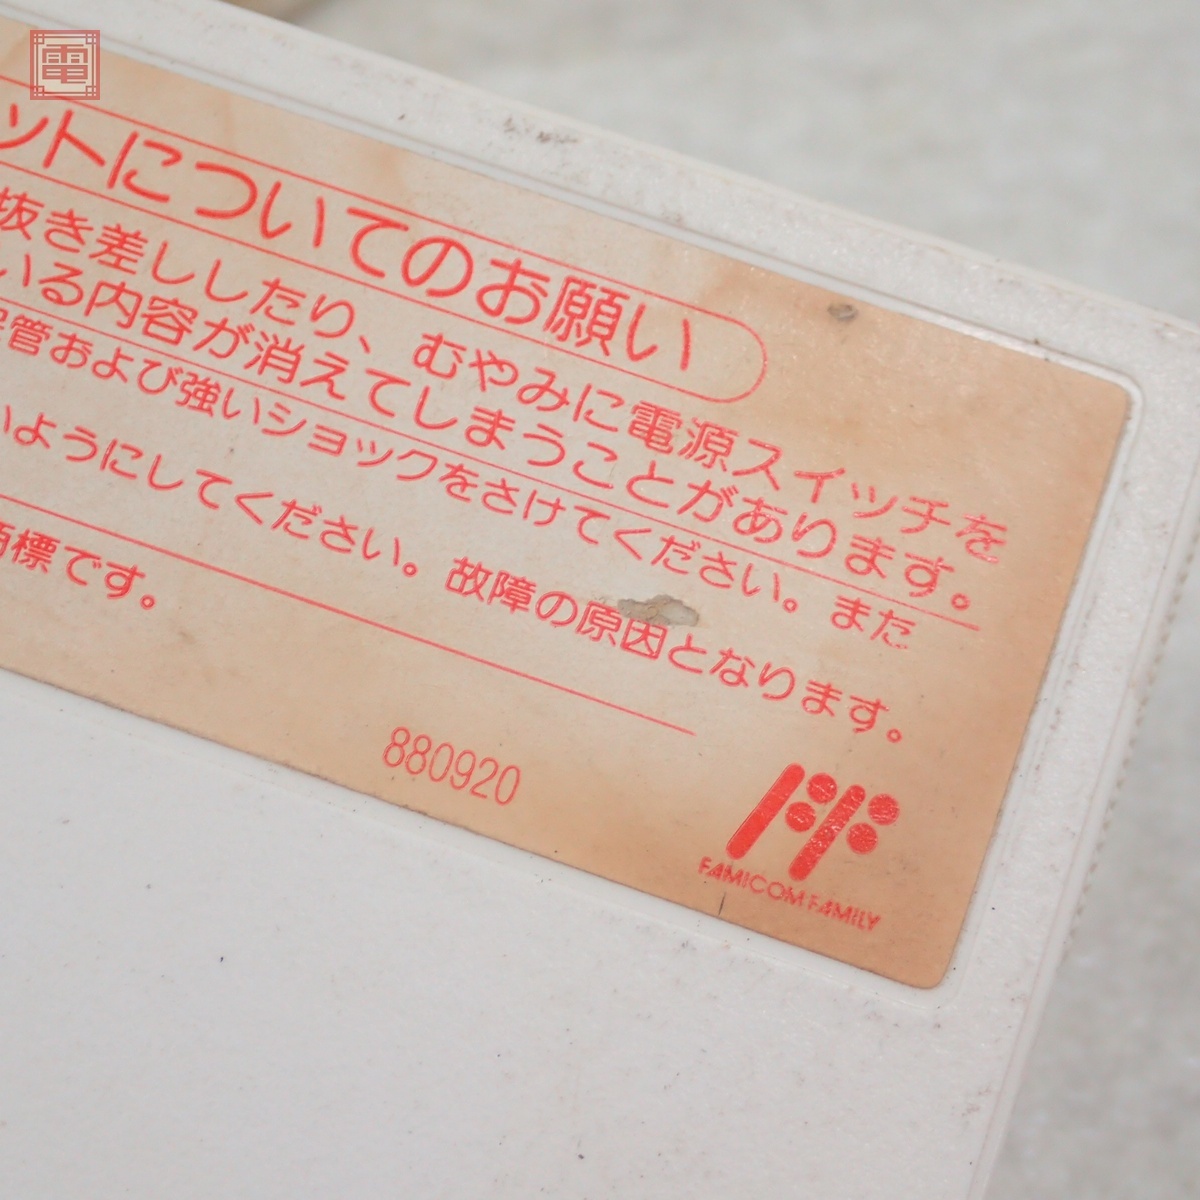 電
ットについてのお願い
抜き差ししたり、むやみに電源スイッチを
いる内容が消えてしまうことがあります。
管および強いショックをさけてください。また
いようにしてください。故障の原因となります。
商標です。
880920
FAMICOM FAMILY